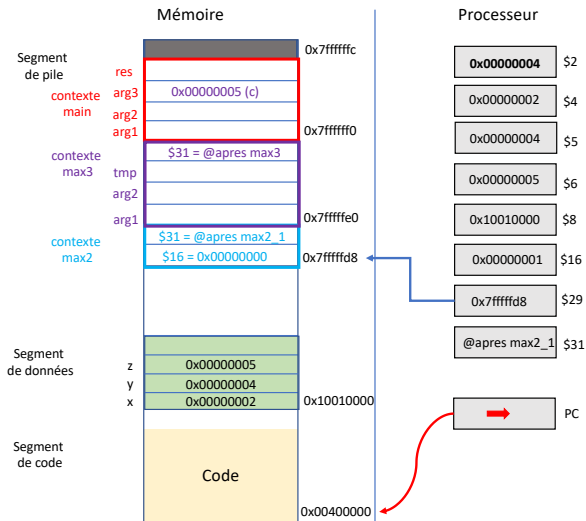 Mémoire
Processeur
0x7ffffffc
Segment
de pile
res
contexte
main
arg3
0x00000005 (c)
arg2
arg1
0x7ffffff0
contexte
max3
$31 = @apres max3
tmp
arg2
arg1
0x7fffffe0
contexte
max2
$31 = @apres max2_1
$16 = 0x00000000
0x7fffffd8
Segment
de données
z
0x00000005
y
0x00000004
x
0x00000002
0x10010000
Segment
de code
Code
0x00400000
0x00000004
$2
0x00000002
$4
0x00000004
$5
0x00000005
$6
0x10010000
$8
0x00000001
$16
0x7fffffd8
$29
@apres max2_1
$31
PC